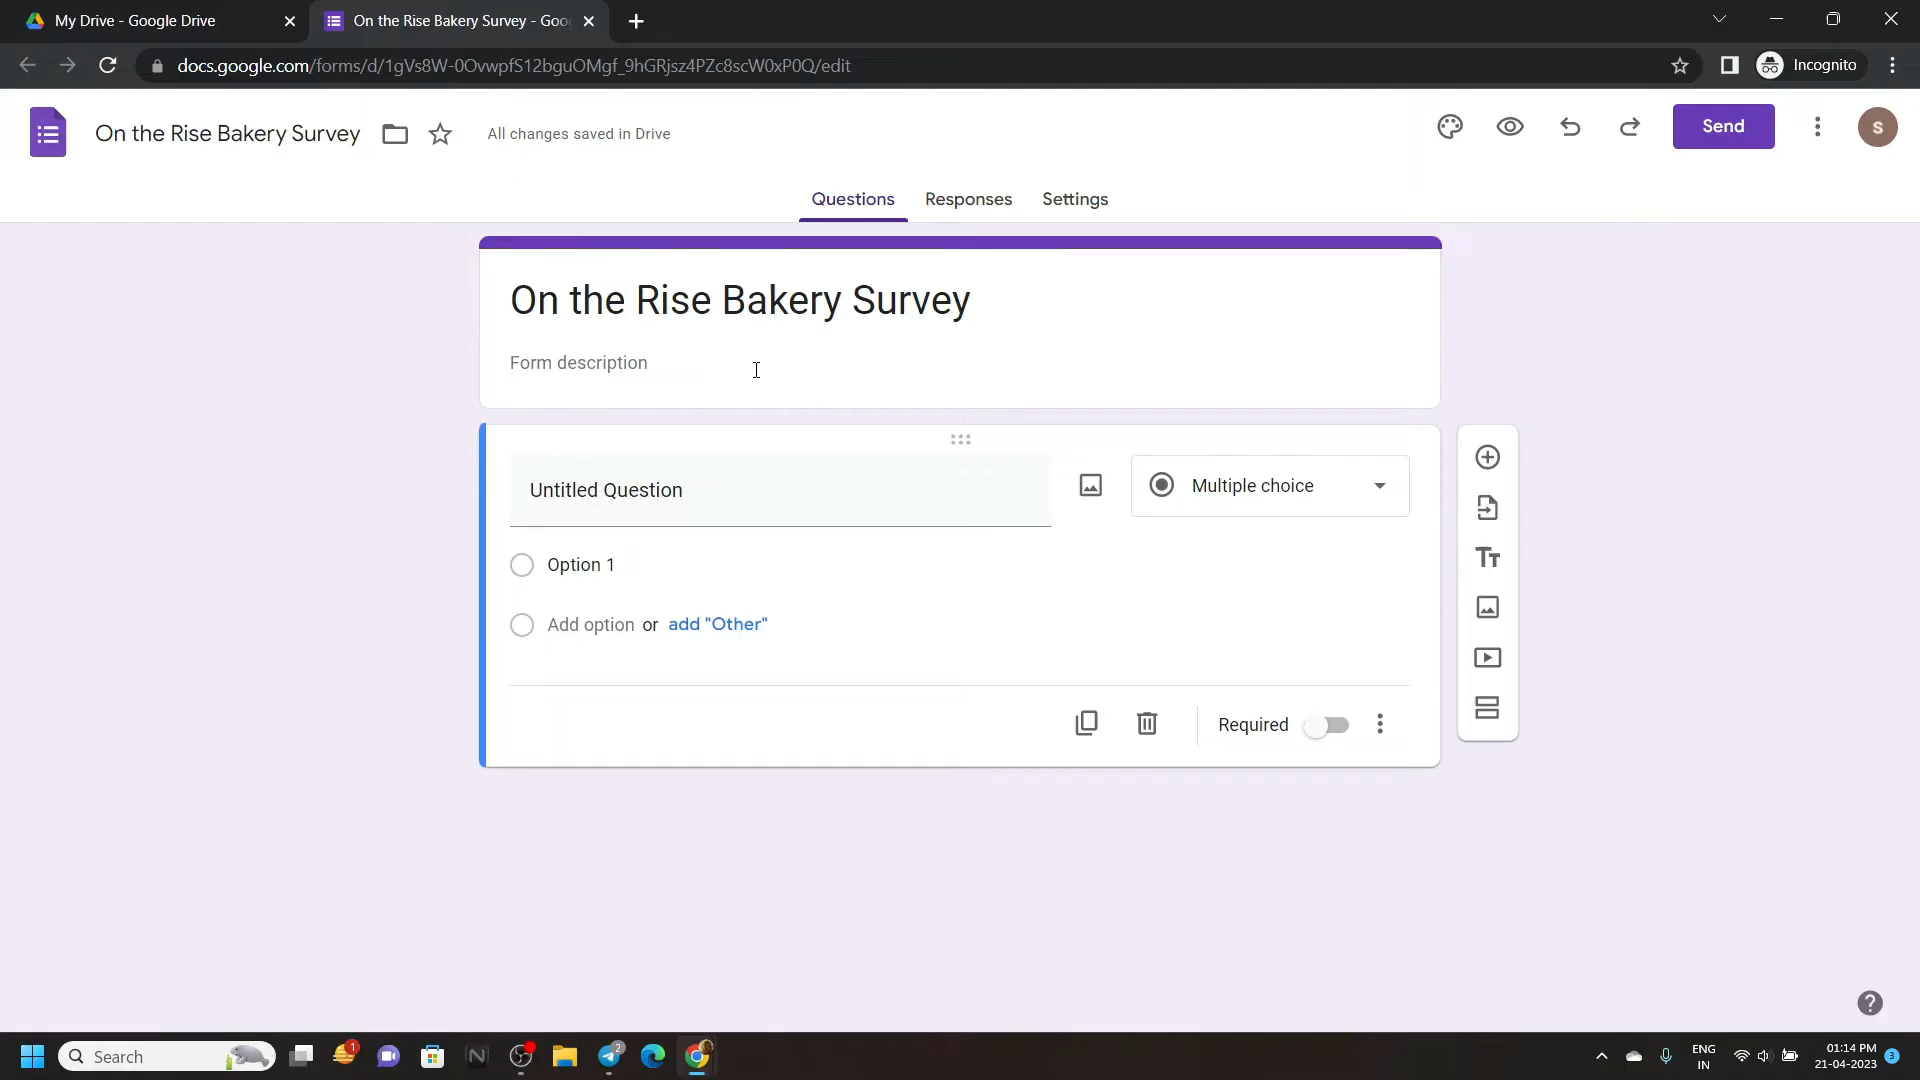 My Drive - Google Drive
On the Rise Bakery Survey - Goo
docs.google.com/forms/d/1gVs8W-0OvwpfS12bguOMgf_9hGRjsz4PZc8scW0xP0Q/edit
Incognito
On the Rise Bakery Survey
All changes saved in Drive
Send
S
Questions
Responses
Settings
On the Rise Bakery Survey
Form description
Untitled Question
Multiple choice
Option 1
Add option or add "Other"
Required
Search
1
2
ENG
IN
01:14 PM
21-04-2023
3